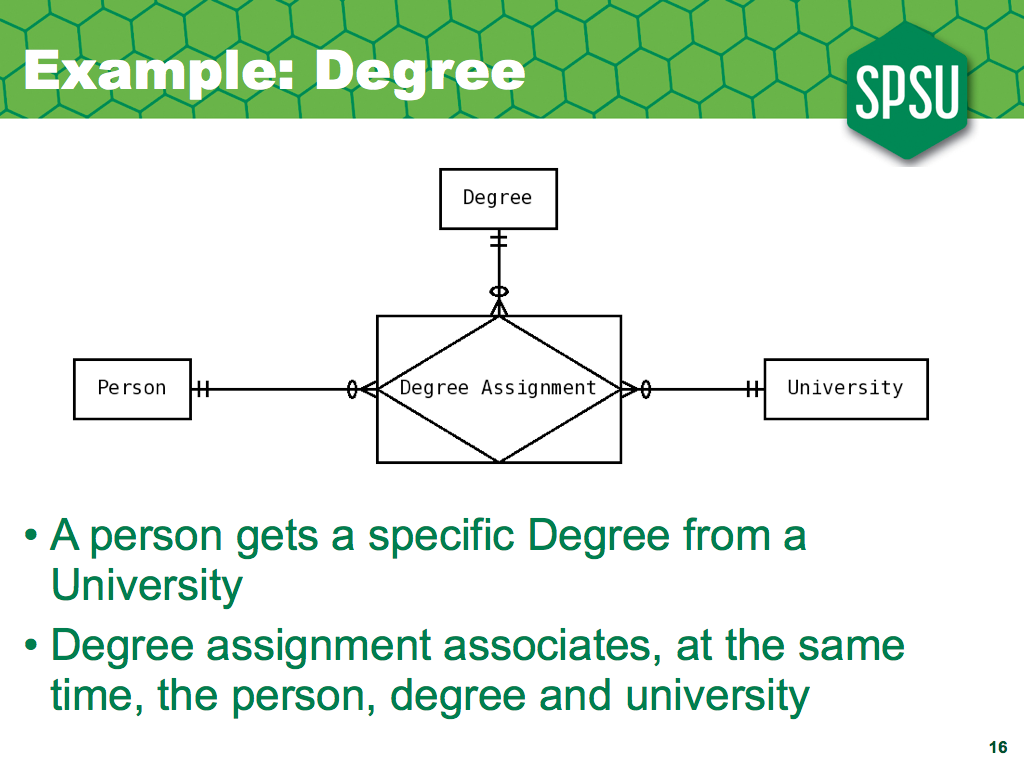 Example: Degree
SPSU
Degree
Person
Degree Assignment
University
• A person gets a specific Degree from a
University
• Degree assignment associates, at the same
time, the person, degree and university
16